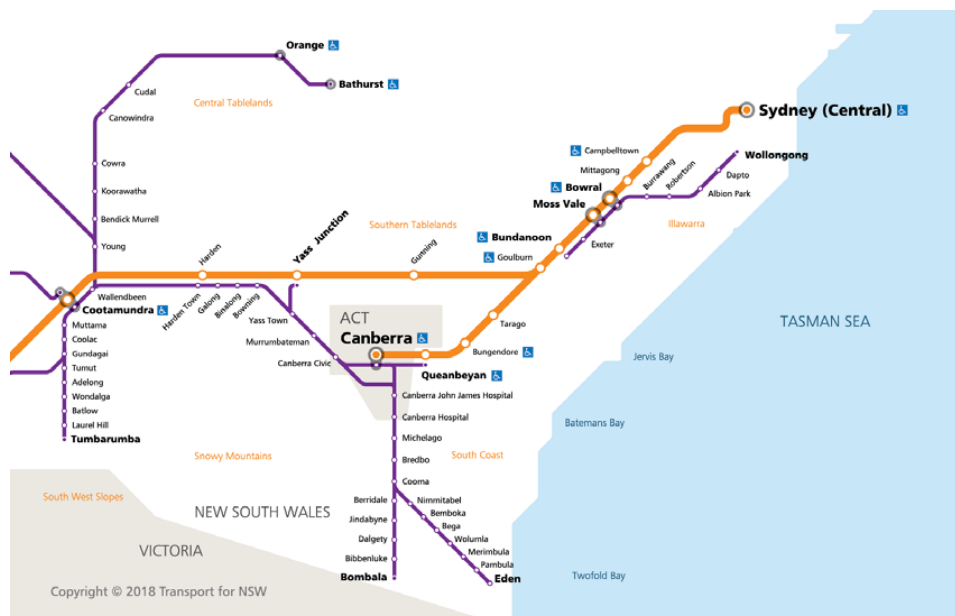 Orange
Bathurst
Cudal
Central Tablelands
Canowindra
Sydney (Central)
Campbelltown
Mittagong
Wollongong
Cowra
Burrawang
Robertson
Dapto
Koorawatha
Bowral
Albion Park
Moss Vale
Bendick Murrell
Southern Tablelands
Illawarra
Young
Harden
Yass Junction
Gunning
Bundanoon
Exeter
Goulburn
Wallendbeen
Harden Town
Galong
Binalong
Bowning
Cootamundra
Yass Town
ACT
Tarago
TASMAN SEA
Muttama
Canberra
Coolac
Murrumbateman
Bungendore
Gundagai
Canberra Civic
Jervis Bay
Tumut
Queanbeyan
Adelong
Canberra John James Hospital
Wondalga
Batlow
Canberra Hospital
Batemans Bay
Laurel Hill
Tumbarumba
Michelago
Snowy Mountains
Bredbo
South Coast
Cooma
South West Slopes
Berridale
Nimmitabel
NEW SOUTH WALES
Bemboka
Jindabyne
Bega
Dalgety
Wolumla
VICTORIA
Merimbula
Bibbenluke
Pambula
Bombala
Eden
Twofold Bay
Copyright © 2018 Transport for NSW